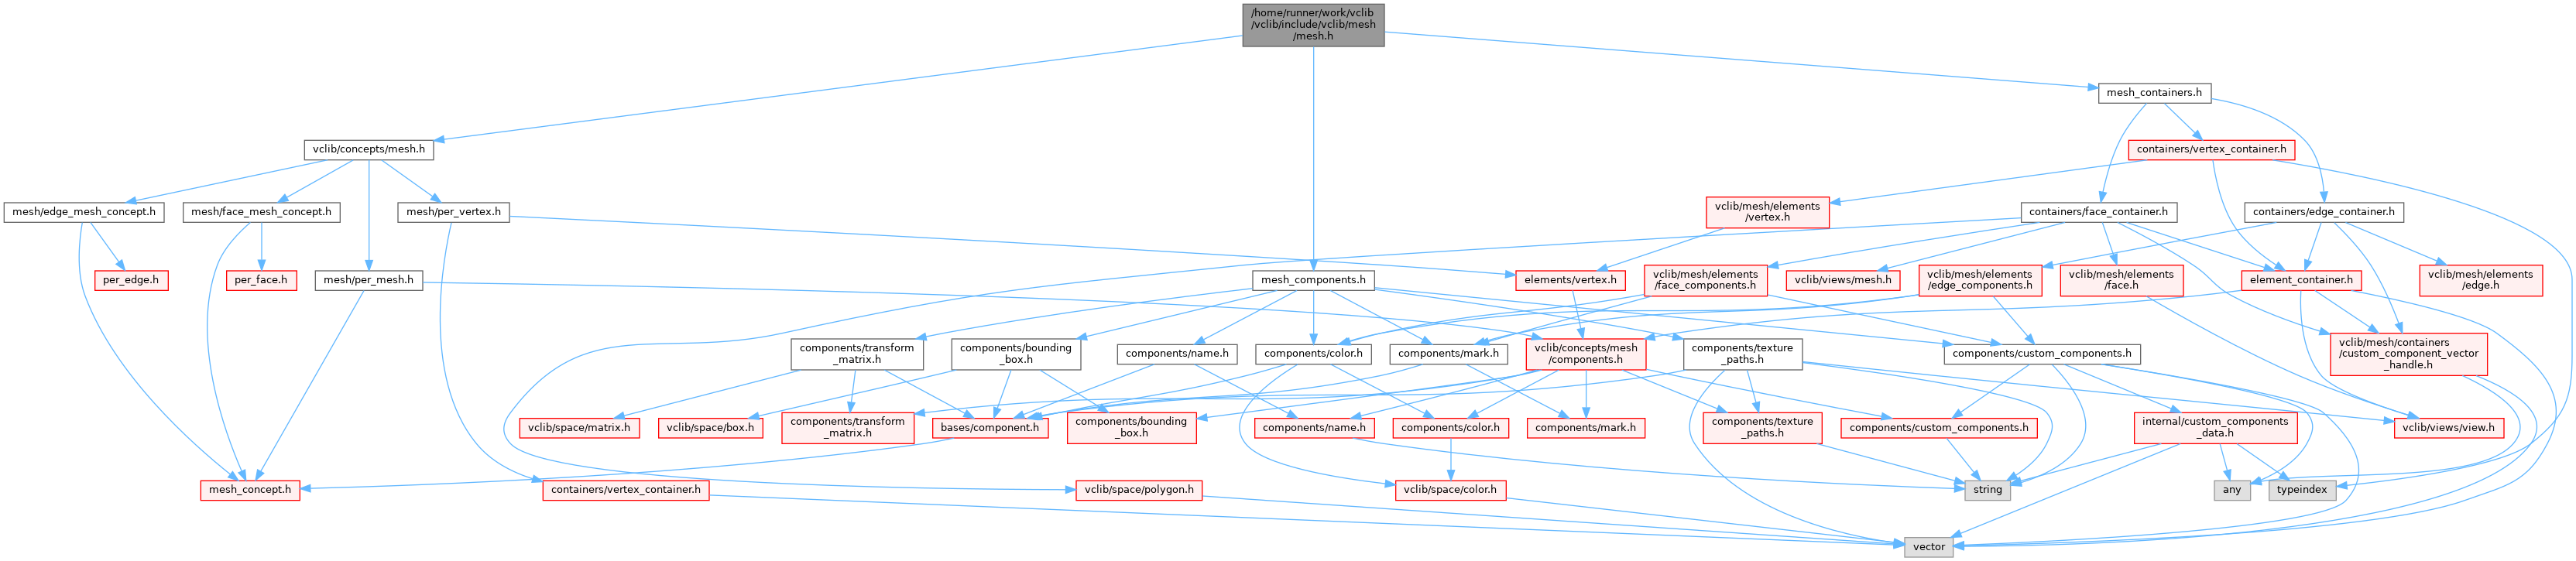 /home/runner/work/vclib
/vclib/include/vclib/mesh
/mesh.h
mesh_containers.h
vclib/concepts/mesh.h
containers/vertex_container.h
mesh/edge_mesh_concept.h
mesh/face_mesh_concept.h
mesh/per_vertex.h
vclib/mesh/elements
/vertex.h
containers/face_container.h
containers/edge_container.h
per_edge.h
per_face.h
mesh/per_mesh.h
elements/vertex.h
vclib/mesh/elements
/face_components.h
vclib/views/mesh.h
vclib/mesh/elements
/edge_components.h
vclib/mesh/elements
/face.h
element_container.h
vclib/mesh/elements
/edge.h
mesh_components.h
components/transform
_matrix.h
components/bounding
_box.h
components/name.h
components/color.h
components/mark.h
vclib/concepts/mesh
/components.h
components/texture
_paths.h
components/custom_components.h
vclib/mesh/containers
/custom_component_vector
_handle.h
vclib/space/matrix.h
vclib/space/box.h
components/transform
_matrix.h
bases/component.h
components/bounding
_box.h
components/name.h
components/color.h
components/mark.h
components/texture
_paths.h
components/custom_components.h
internal/custom_components
_data.h
vclib/views/view.h
mesh_concept.h
containers/vertex_container.h
vclib/space/polygon.h
vclib/space/color.h
string
any
typeindex
vector